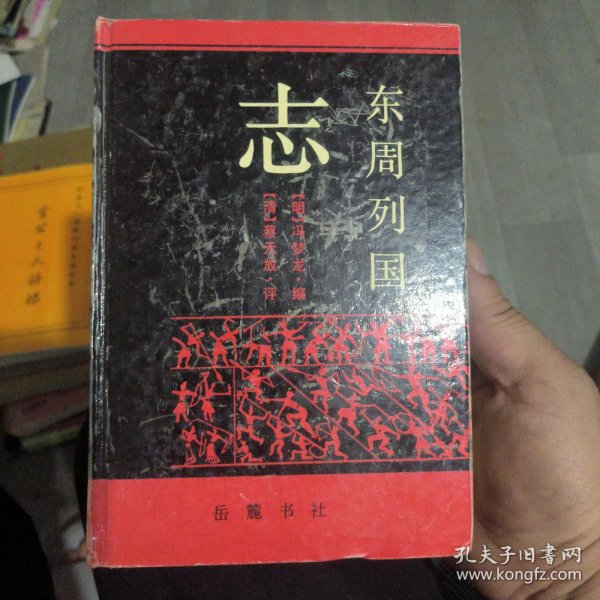 东周列国
志
[明]冯梦龙·编
[清]蔡元放·评
岳麓书社
孔夫子旧书网
www.kongfz.com